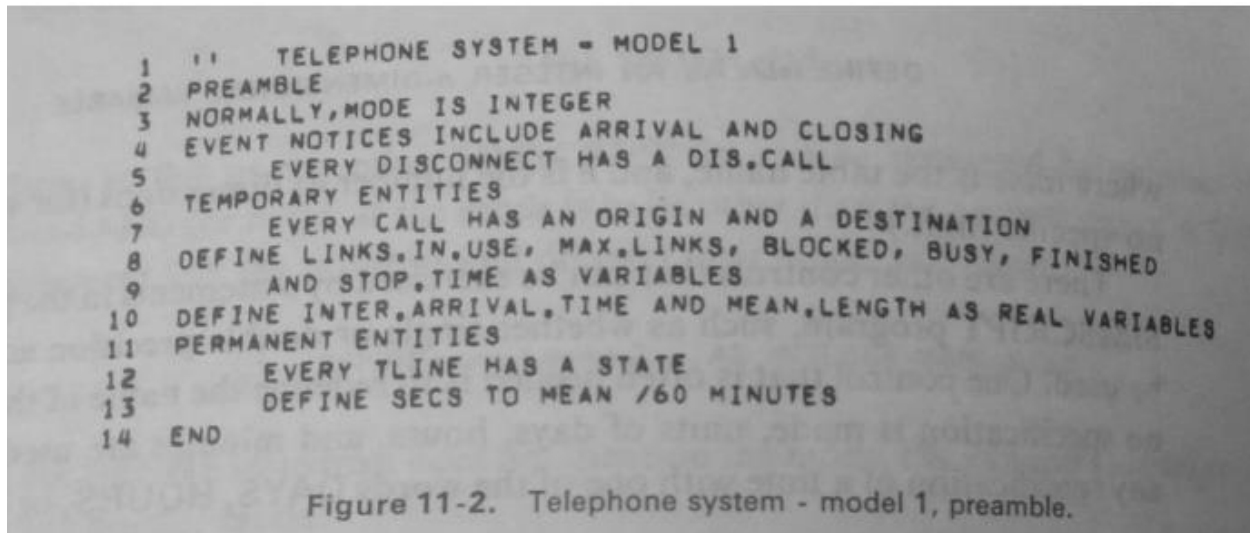 1 '' TELEPHONE SYSTEM - MODEL 1
2 PREAMBLE
3 NORMALLY,MODE IS INTEGER
4 EVENT NOTICES INCLUDE ARRIVAL AND CLOSING
5 EVERY DISCONNECT HAS A DIS.CALL
6 TEMPORARY ENTITIES
7 EVERY CALL HAS AN ORIGIN AND A DESTINATION
8 DEFINE LINKS.IN.USE, MAX.LINKS, BLOCKED, BUSY, FINISHED
9 AND STOP.TIME AS VARIABLES
10 DEFINE INTER.ARRIVAL.TIME AND MEAN.LENGTH AS REAL VARIABLES
11 PERMANENT ENTITIES
12 EVERY TLINE HAS A STATE
13 DEFINE SECS TO MEAN /60 MINUTES
14 END
Figure 11-2. Telephone system - model 1, preamble.